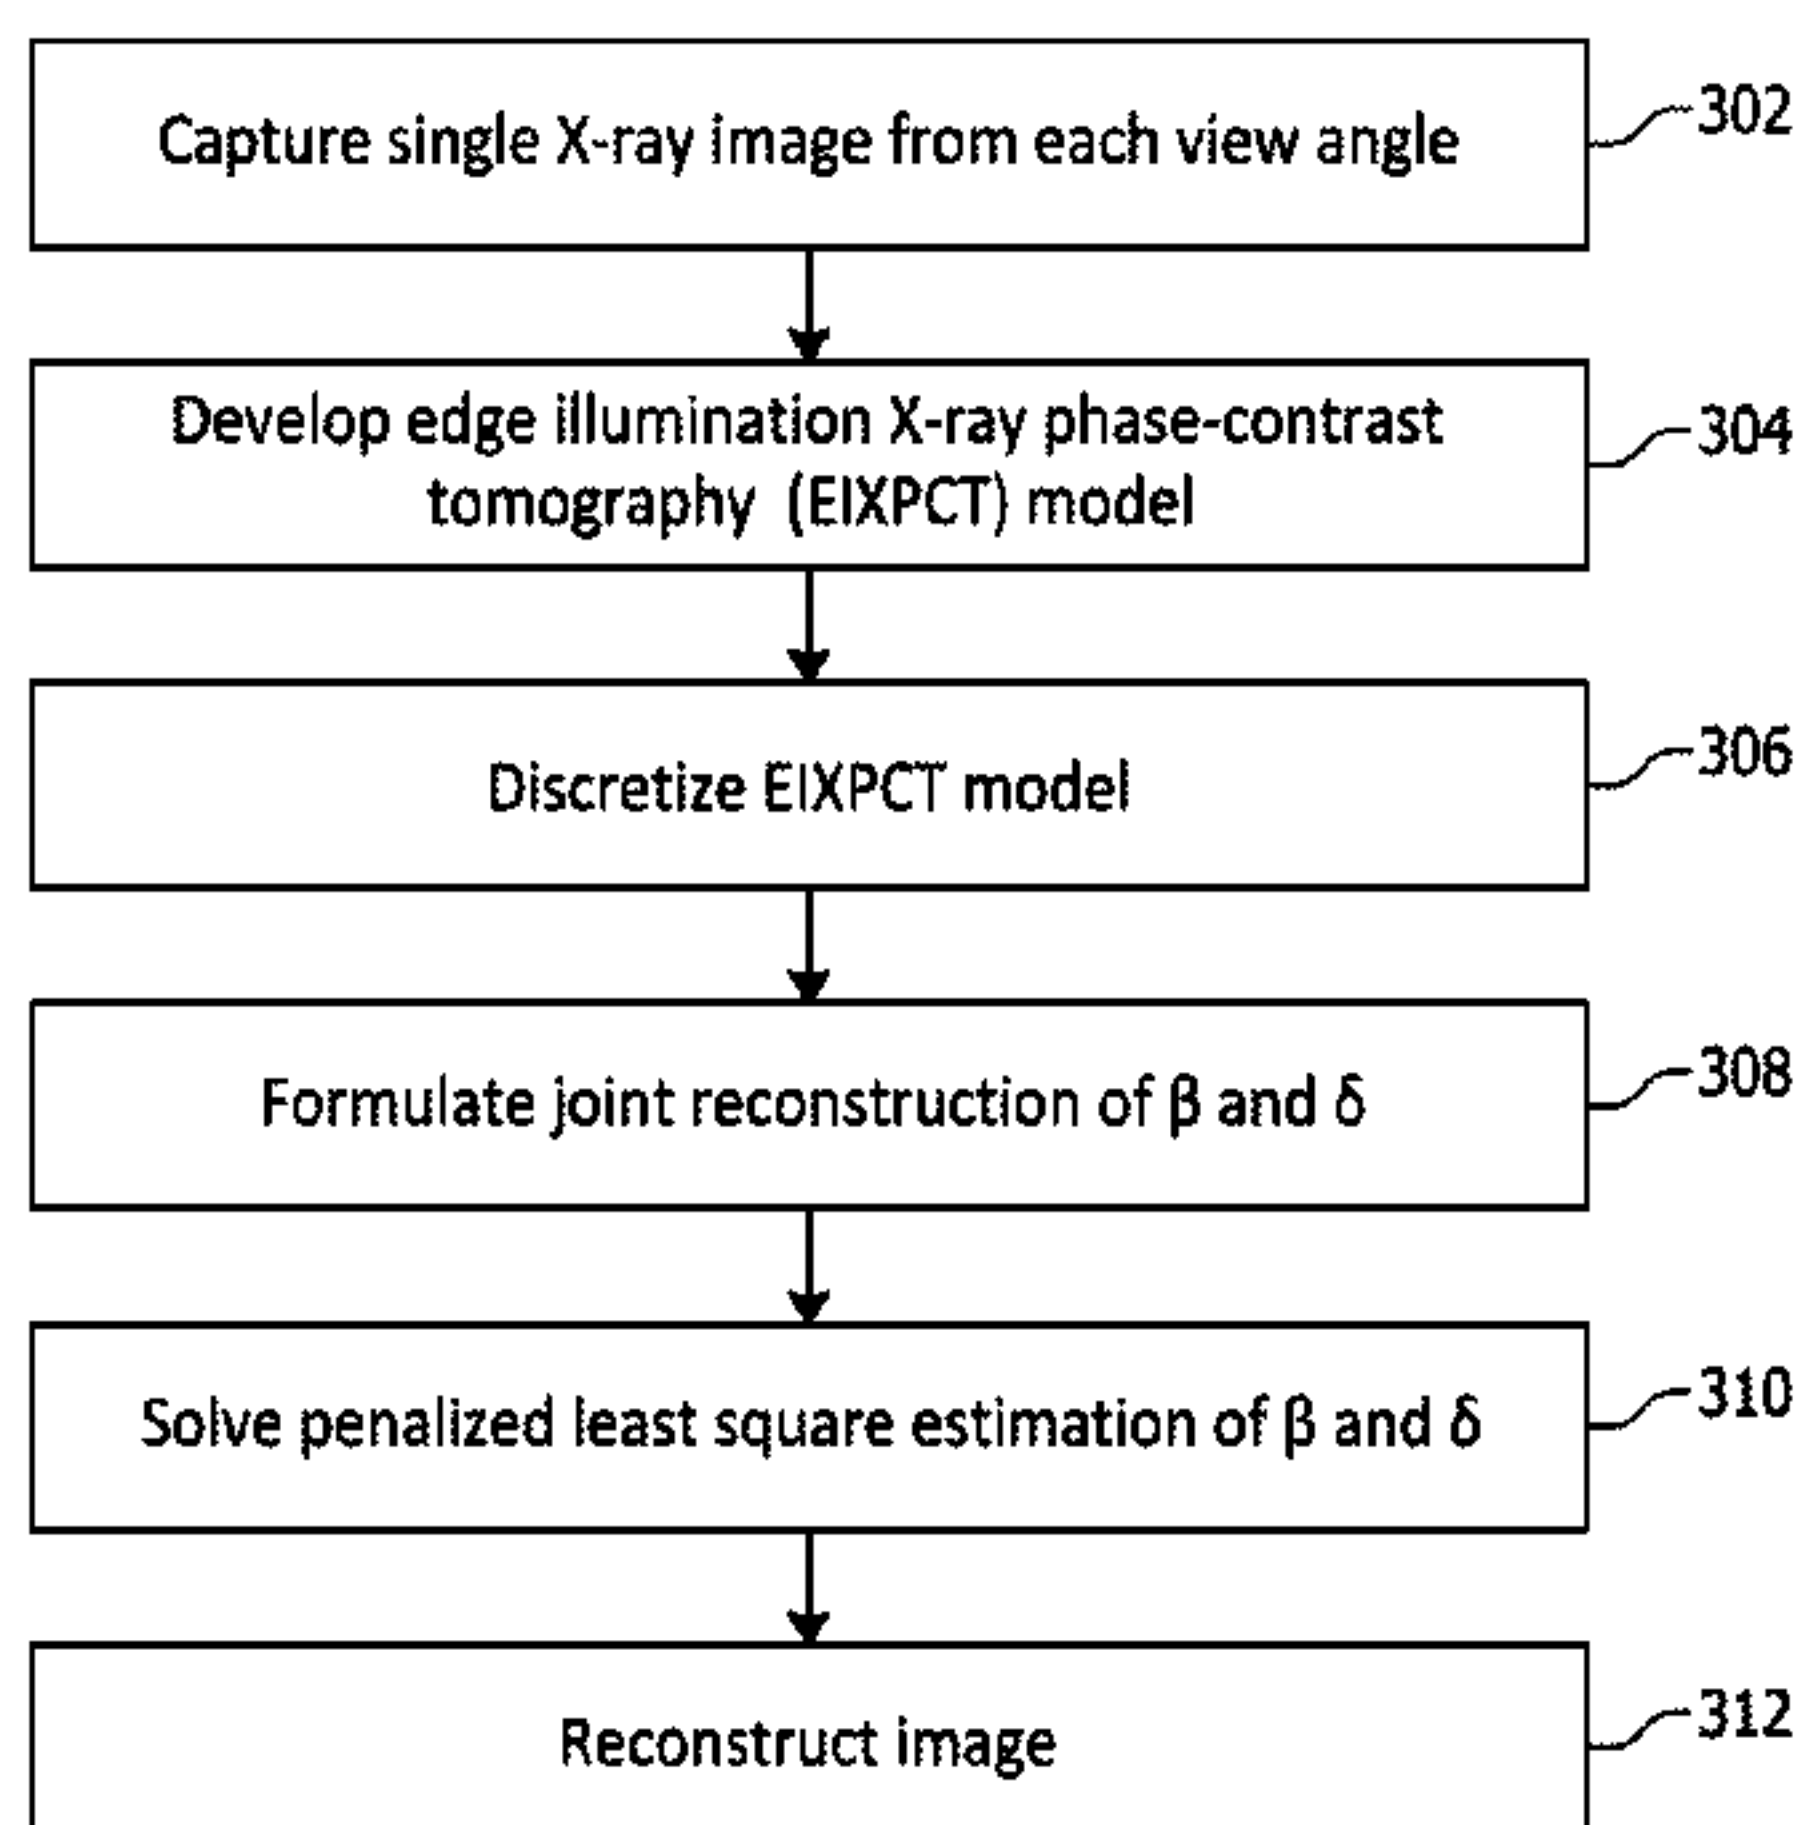 Capture single X-ray image from each view angle
302
Develop edge illumination X-ray phase-contrast
tomography (EIXPCT) model
304
Discretize EIXPCT model
306
Formulate joint reconstruction of β and δ
308
Solve penalized least square estimation of β and δ
310
Reconstruct image
312